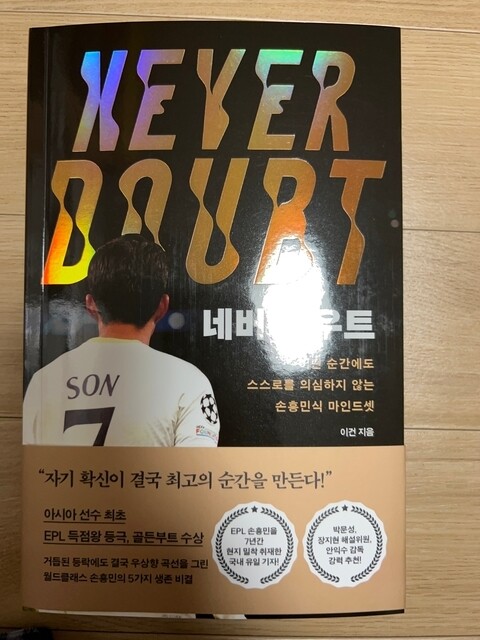 NEVER
DOUBT
네버 우트
순간에도
스스로를 의심하지 않는
손흥민식 마인드셋
이건 지음
SON
7
“자기 확신이 결국 최고의 순간을 만든다!”
아시아 선수 최초
EPL 득점왕 등극, 골든부트 수상
거듭된 등락에도 결국 우상향 곡선을 그린
월드클래스 손흥민의 5가지 생존 비결
EPL 손흥민을
7년간
현지 밀착 취재한
국내 유일 기자!
박문성,
장지현 해설위원,
안익수 감독
강력 추천!